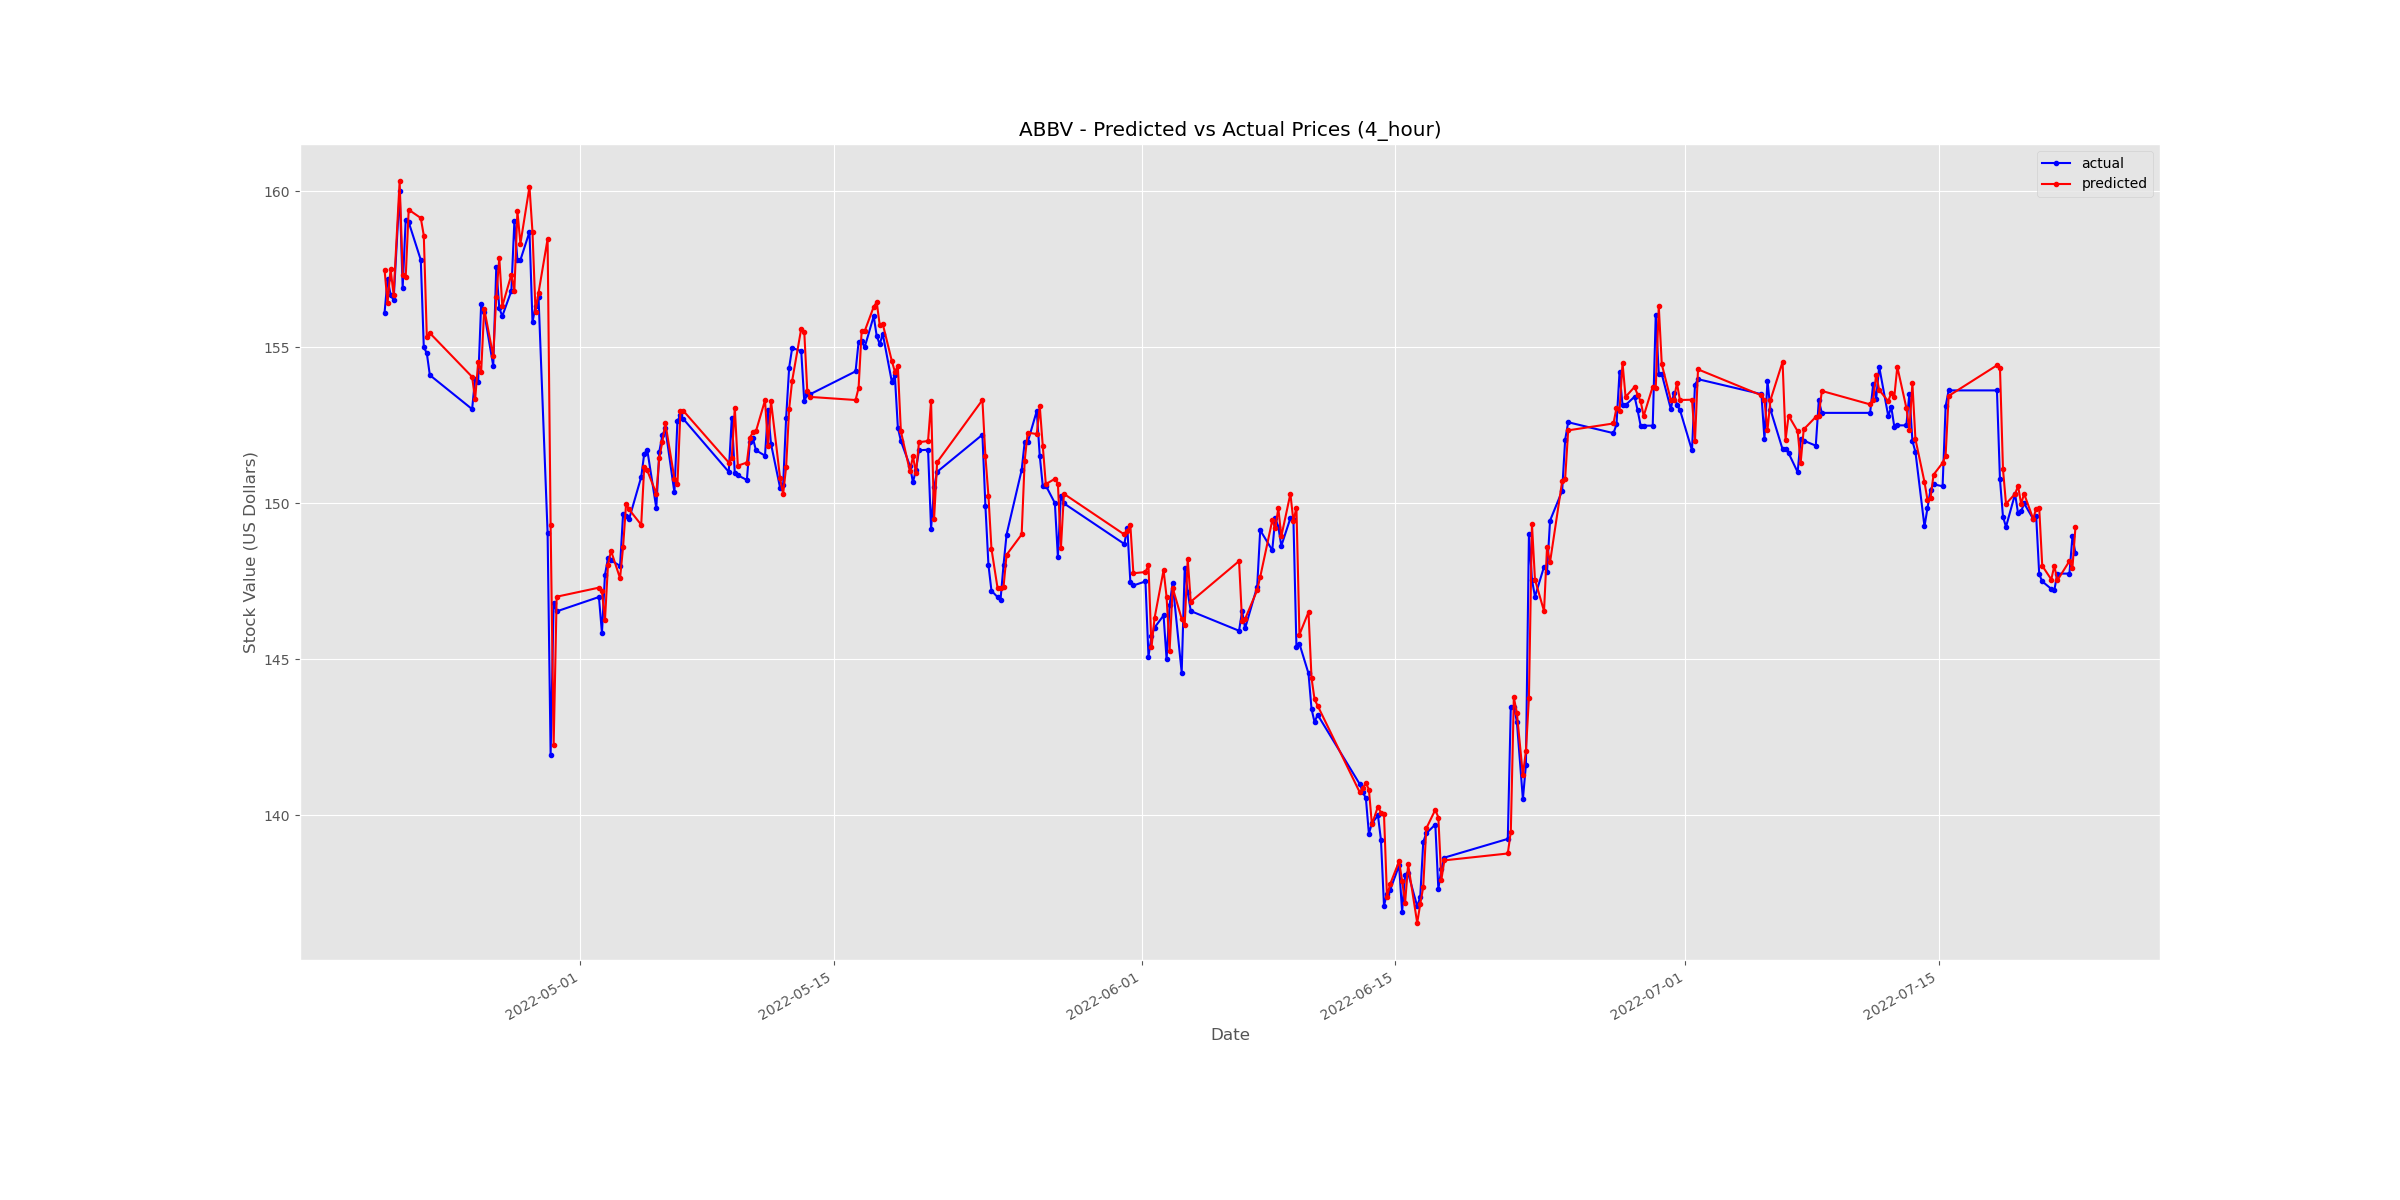 ABBV - Predicted vs Actual Prices (4_hour)
actual
predicted
Stock Value (US Dollars)
160
155
150
145
140
2022-05-01
2022-05-15
2022-06-01
2022-06-15
2022-07-01
2022-07-15
Date